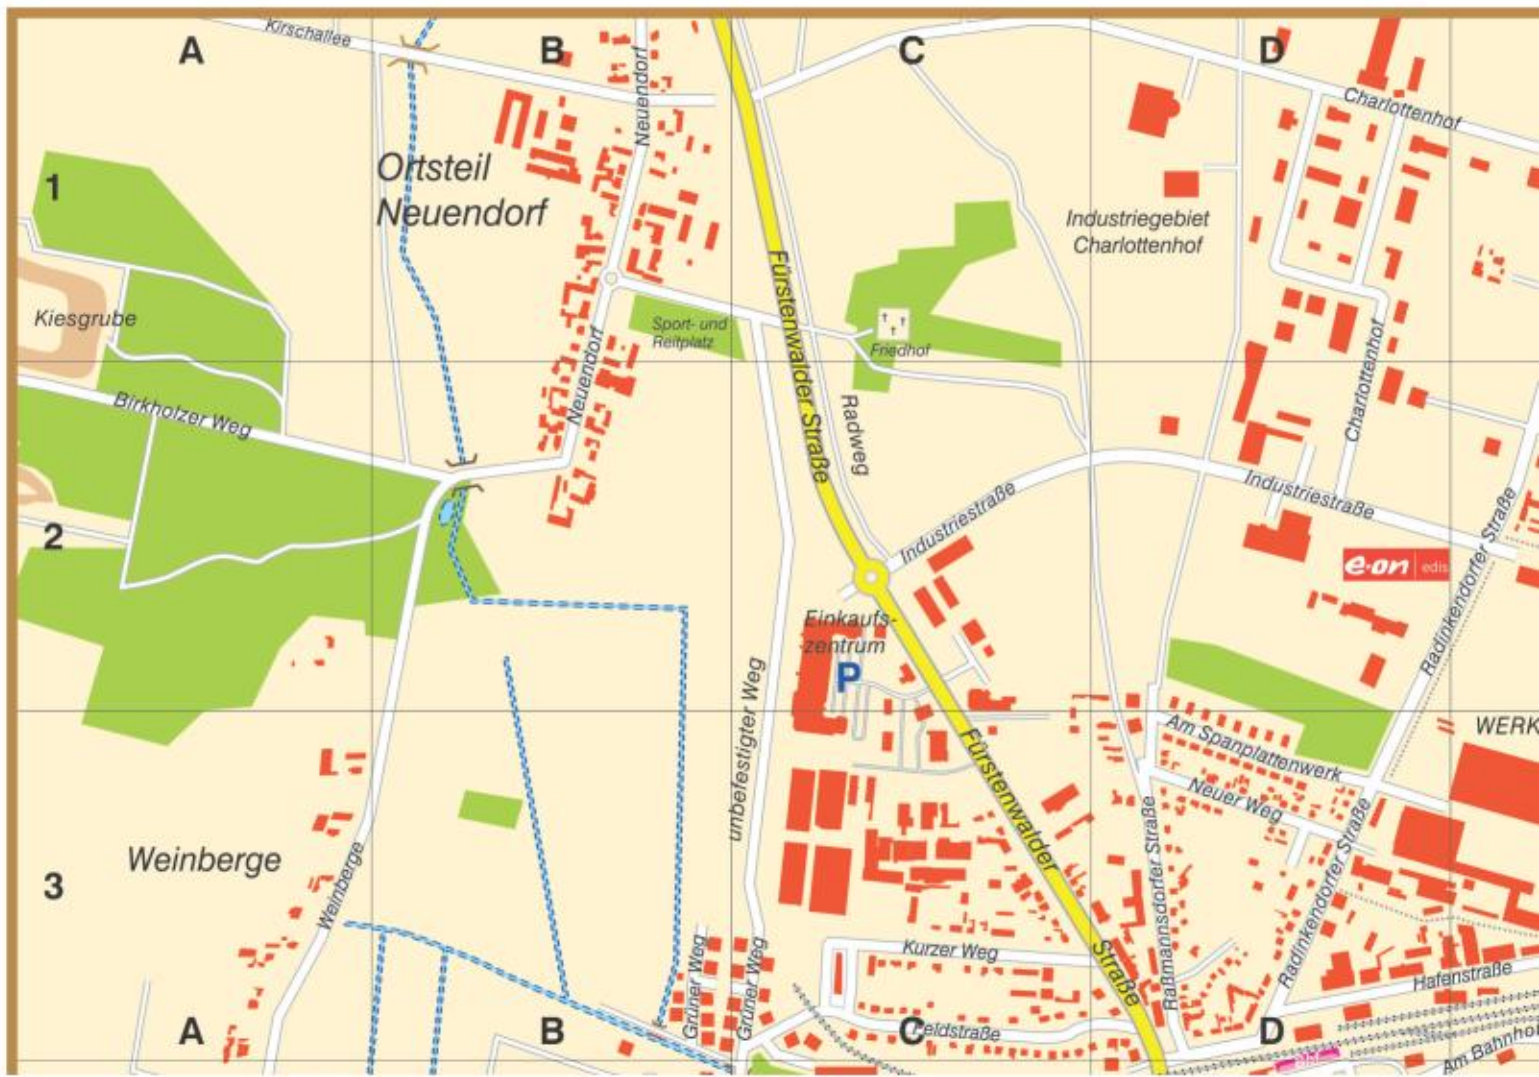 A
B
C
D
Kirschallee
Neuendorf
Charlottenhof
1
Ortsteil
Neuendorf
Industriegebiet
Charlottenhof
Kiesgrube
Sport- und
Reitplatz
Friedhof
Fürstenwalder Straße
Neuendorf
Charlottenhof
Birkholzer Weg
Radweg
2
Industriestraße
Industriestraße
e·on edis
Radinkendorfer Straße
Einkaufs-
zentrum
P
unbefestigter Weg
WERK
Am Spanplattenwerk
Neuer Weg
Fürstenwalder
Straße
Raßmannsdorfer Straße
Radinkendorfer Straße
3
Weinberge
Weinberge
Grüner Weg
Grüner Weg
Kurzer Weg
Feldstraße
Hafenstraße
A
B
C
D
Am Bahnhof